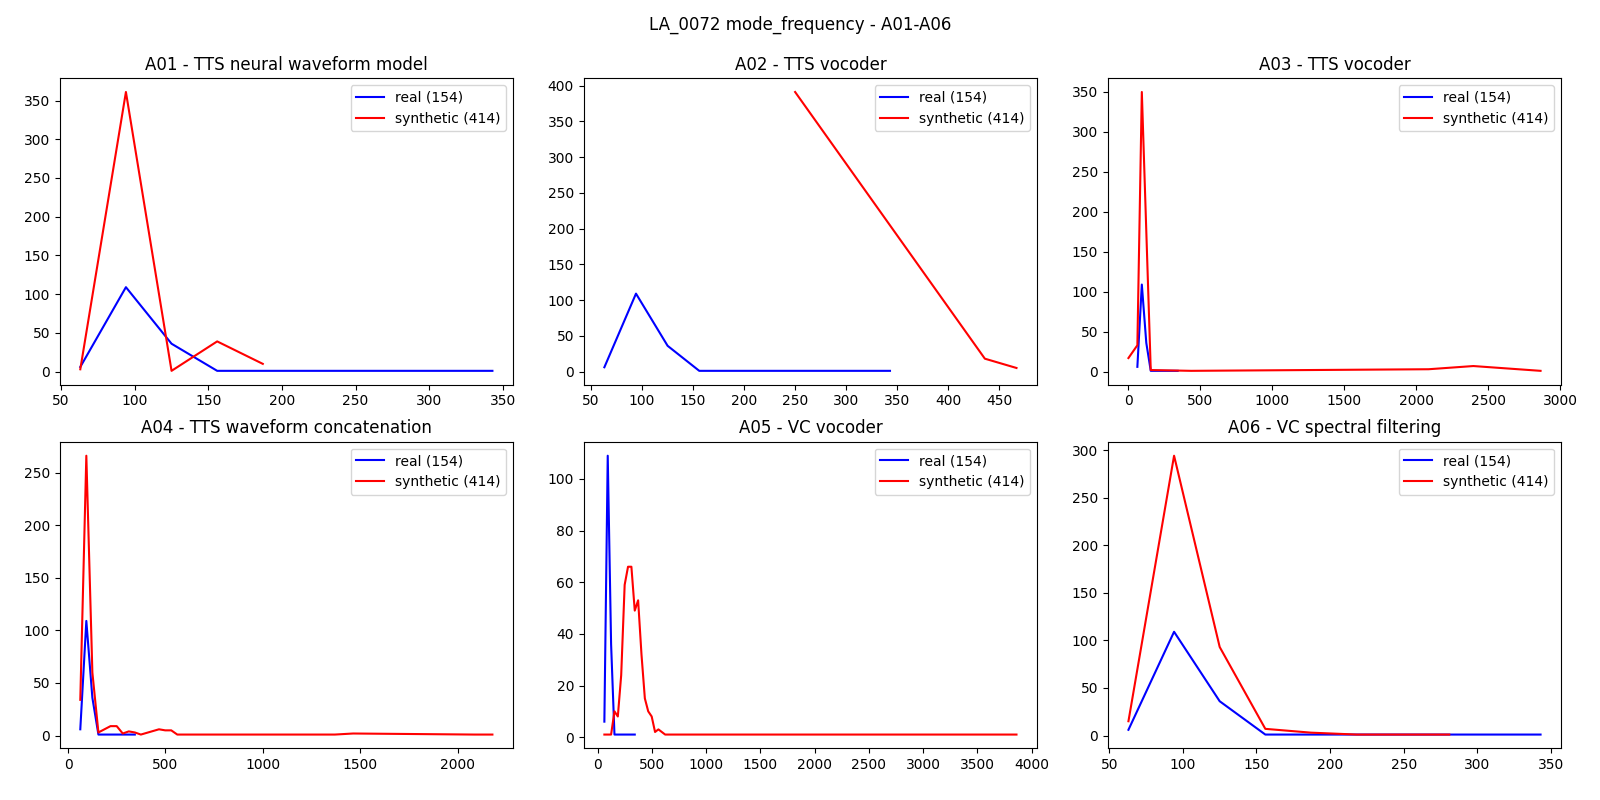 LA_0072 mode_frequency - A01-A06
A01 - TTS neural waveform model
real (154)
synthetic (414)
350
300
250
200
150
100
50
0
50 100 150 200 250 300 350
A02 - TTS vocoder
real (154)
synthetic (414)
400
350
300
250
200
150
100
50
0
50 100 150 200 250 300 350 400 450
A03 - TTS vocoder
real (154)
synthetic (414)
350
300
250
200
150
100
50
0
0 500 1000 1500 2000 2500 3000
A04 - TTS waveform concatenation
real (154)
synthetic (414)
250
200
150
100
50
0
0 500 1000 1500 2000
A05 - VC vocoder
real (154)
synthetic (414)
100
80
60
40
20
0
0 500 1000 1500 2000 2500 3000 3500 4000
A06 - VC spectral filtering
real (154)
synthetic (414)
300
250
200
150
100
50
0
50 100 150 200 250 300 350